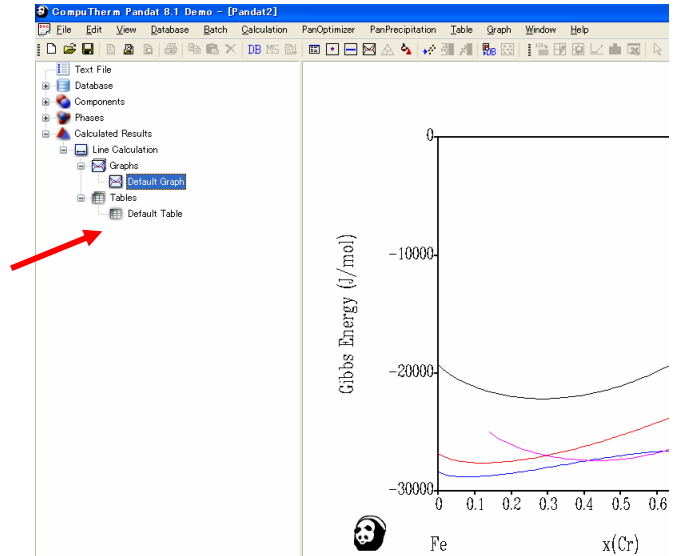 CompuTherm Pandat 8.1 Demo - [Pandat2]
File Edit View Database Batch Calculation PanOptimizer PanPrecipitation Table Graph Window Help
DB MS
Text File
Database
Components
Phases
Calculated Results
Line Calculation
Graphs
Default Graph
Tables
Default Table
Gibbs Energy (J/mol)
0
-10000
-20000
-30000
0 0.1 0.2 0.3 0.4 0.5 0.6
Fe x(Cr)